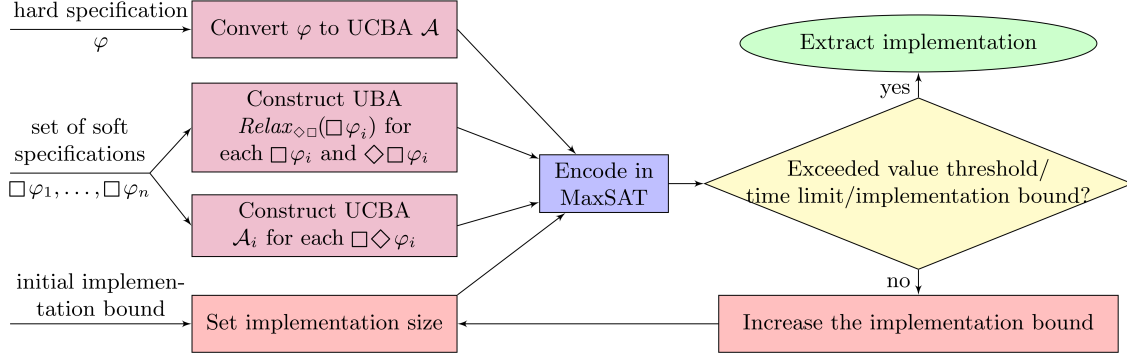 hard specification
φ
Convert φ to UCBA 𝒜
set of soft
specifications
□φ₁,…,□φₙ
Construct UBA
Relax◇□(□φᵢ) for
each □φᵢ and ◇□φᵢ
Construct UCBA
𝒜ᵢ for each □◇φᵢ
initial implemen-
tation bound
Set implementation size
Encode in
MaxSAT
Extract implementation
yes
Exceeded value threshold/
time limit/implementation bound?
no
Increase the implementation bound